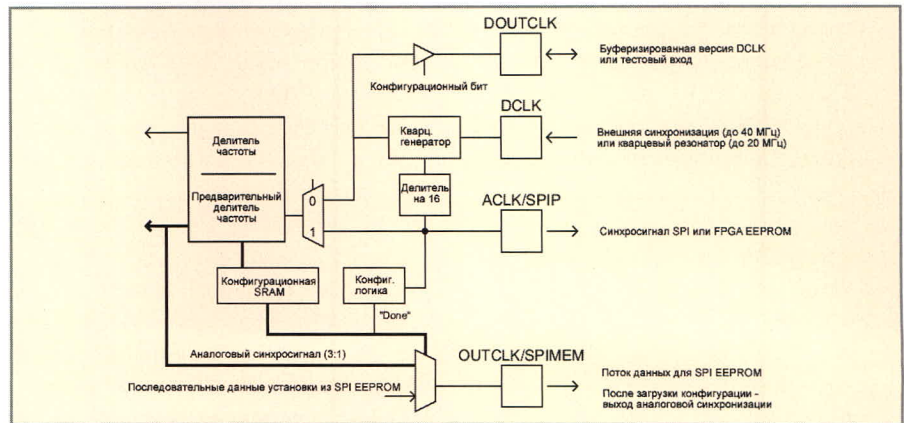 DOUTCLK
Буферизированная версия DCLK
или тестовый вход
Конфигурационный бит
DCLK
Кварц.
генератор
Внешняя синхронизация (до 40 МГц)
или кварцевый резонатор (до 20 МГц)
Делитель
частоты
Предварительный
делитель
частоты
0
1
Делитель
на 16
ACLK/SPIP
Синхросигнал SPI или FPGA EEPROM
Конфигурационная
SRAM
Конфиг.
логика
"Done"
Аналоговый синхросигнал (3:1)
OUTCLK/SPIMEM
Последовательные данные установки из SPI EEPROM
Поток данных для SPI EEPROM
После загрузки конфигурации -
выход аналоговой синхронизации